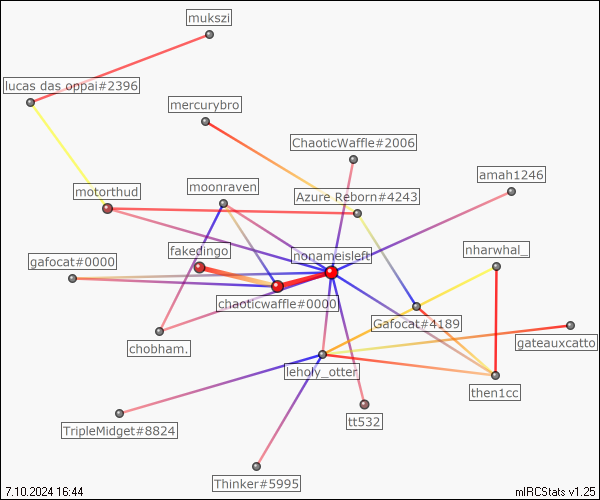 mukszi
lucas das oppai#2396
mercurybro
ChaoticWaffle#2006
amah1246
moonraven
motorthud
Azure Reborn#4243
nharwhal_
fakedingo
nonameisleft
gafocat#0000
chaoticwaffle#0000
Gafocat#4189
gateauxcatto
chobham.
leholy_otter
then1cc
tt532
TripleMidget#8824
Thinker#5995
7.10.2024 16:44
mIRCStats v1.25